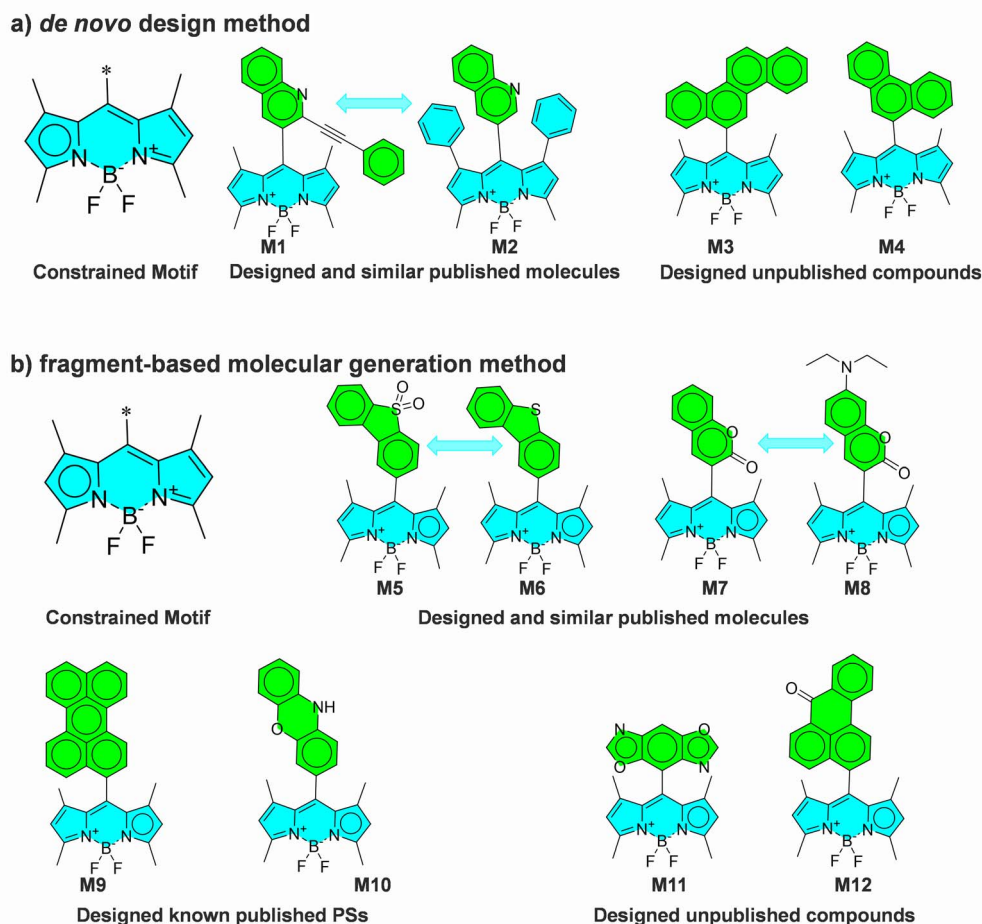 a) de novo design method
*
N N+
B-
F F
N
N+ N
B-
F F
M1
N
N+ N
B-
F F
M2
N+ N
B-
F F
M3
N+ N
B-
F F
M4
Constrained Motif
Designed and similar published molecules
Designed unpublished compounds
b) fragment-based molecular generation method
*
N N+
B-
F F
O
S O
N+ N
B-
F F
M5
S
N+ N
B-
F F
M6
O
O
N+ N
B-
F F
M7
N
O
O
N+ N
B-
F F
M8
Constrained Motif
Designed and similar published molecules
N+ N
B-
F F
M9
NH
O
N+ N
B-
F F
M10
N O
O N
N+ N
B-
F F
M11
O
N+ N
B-
F F
M12
Designed known published PSs
Designed unpublished compounds